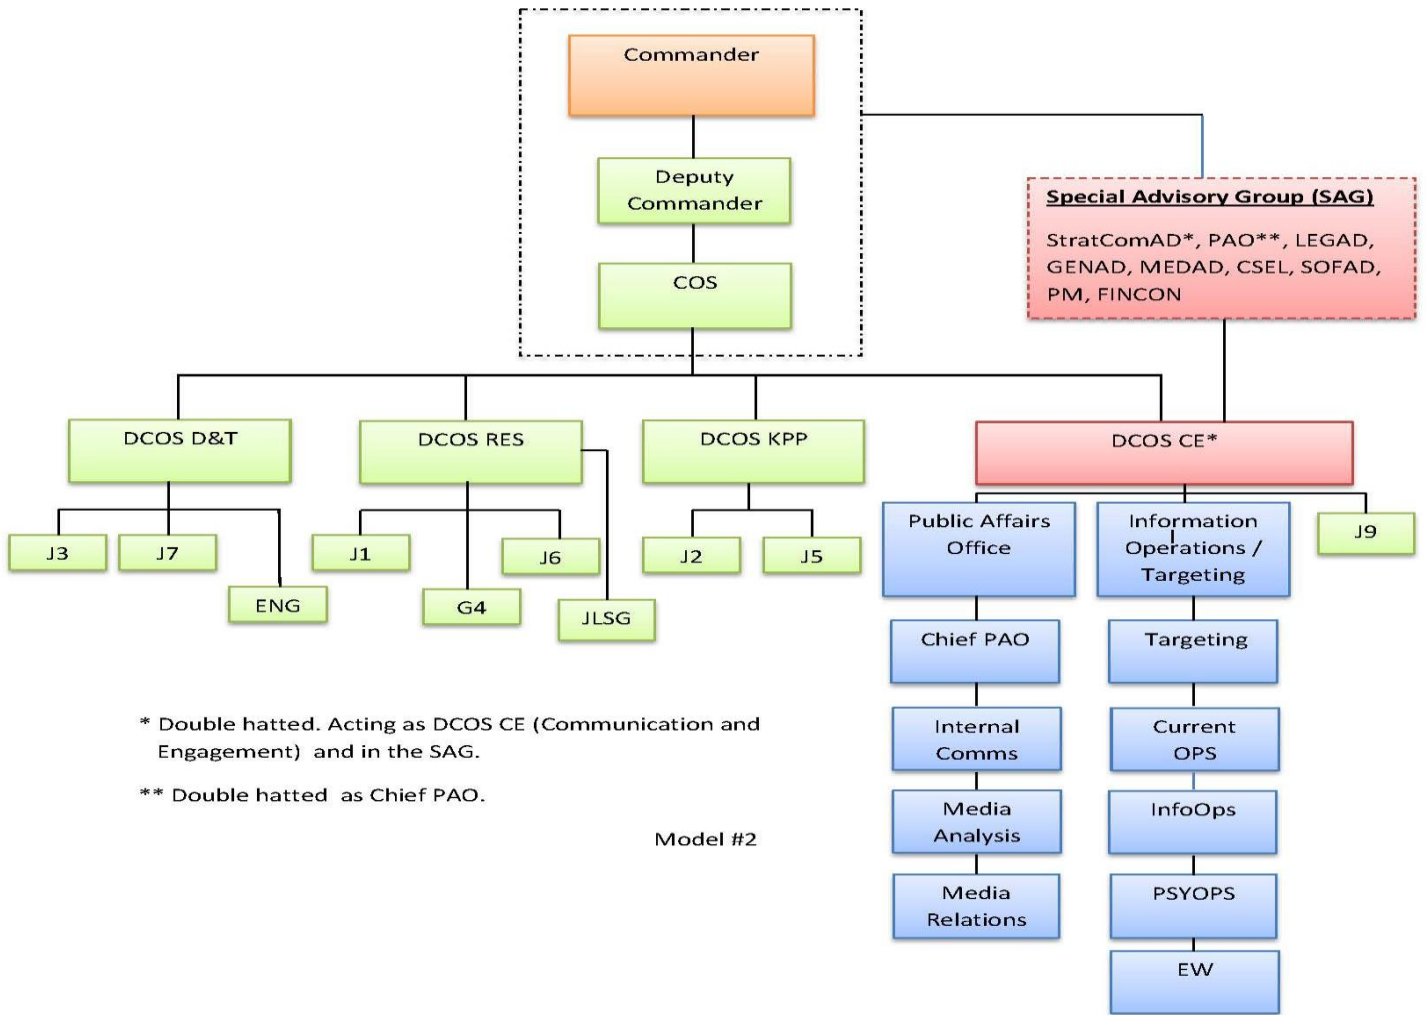 Commander
Deputy
Commander
COS
Special Advisory Group (SAG)
StratComAD*, PAO**, LEGAD,
GENAD, MEDAD, CSEL, SOFAD,
PM, FINCON
DCOS D&T
DCOS RES
DCOS KPP
DCOS CE*
J3
J7
ENG
J1
G4
J6
JLSG
J2
J5
Public Affairs
Office
Information
Operations /
Targeting
J9
Chief PAO
Internal
Comms
Media
Analysis
Media
Relations
Targeting
Current
OPS
InfoOps
PSYOPS
EW
* Double hatted. Acting as DCOS CE (Communication and
Engagement) and in the SAG.
** Double hatted as Chief PAO.
Model #2